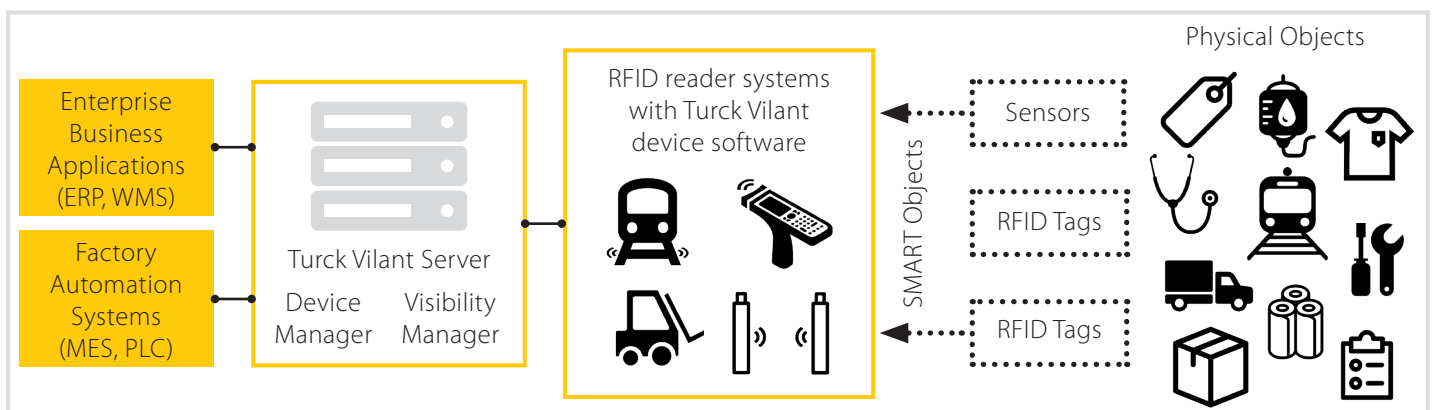 Enterprise
Business
Applications
(ERP, WMS)
Factory
Automation
Systems
(MES, PLC)
Turck Vilant Server
Device
Manager
Visibility
Manager
RFID reader systems
with Turck Vilant
device software
SMART Objects
Sensors
RFID Tags
RFID Tags
Physical Objects